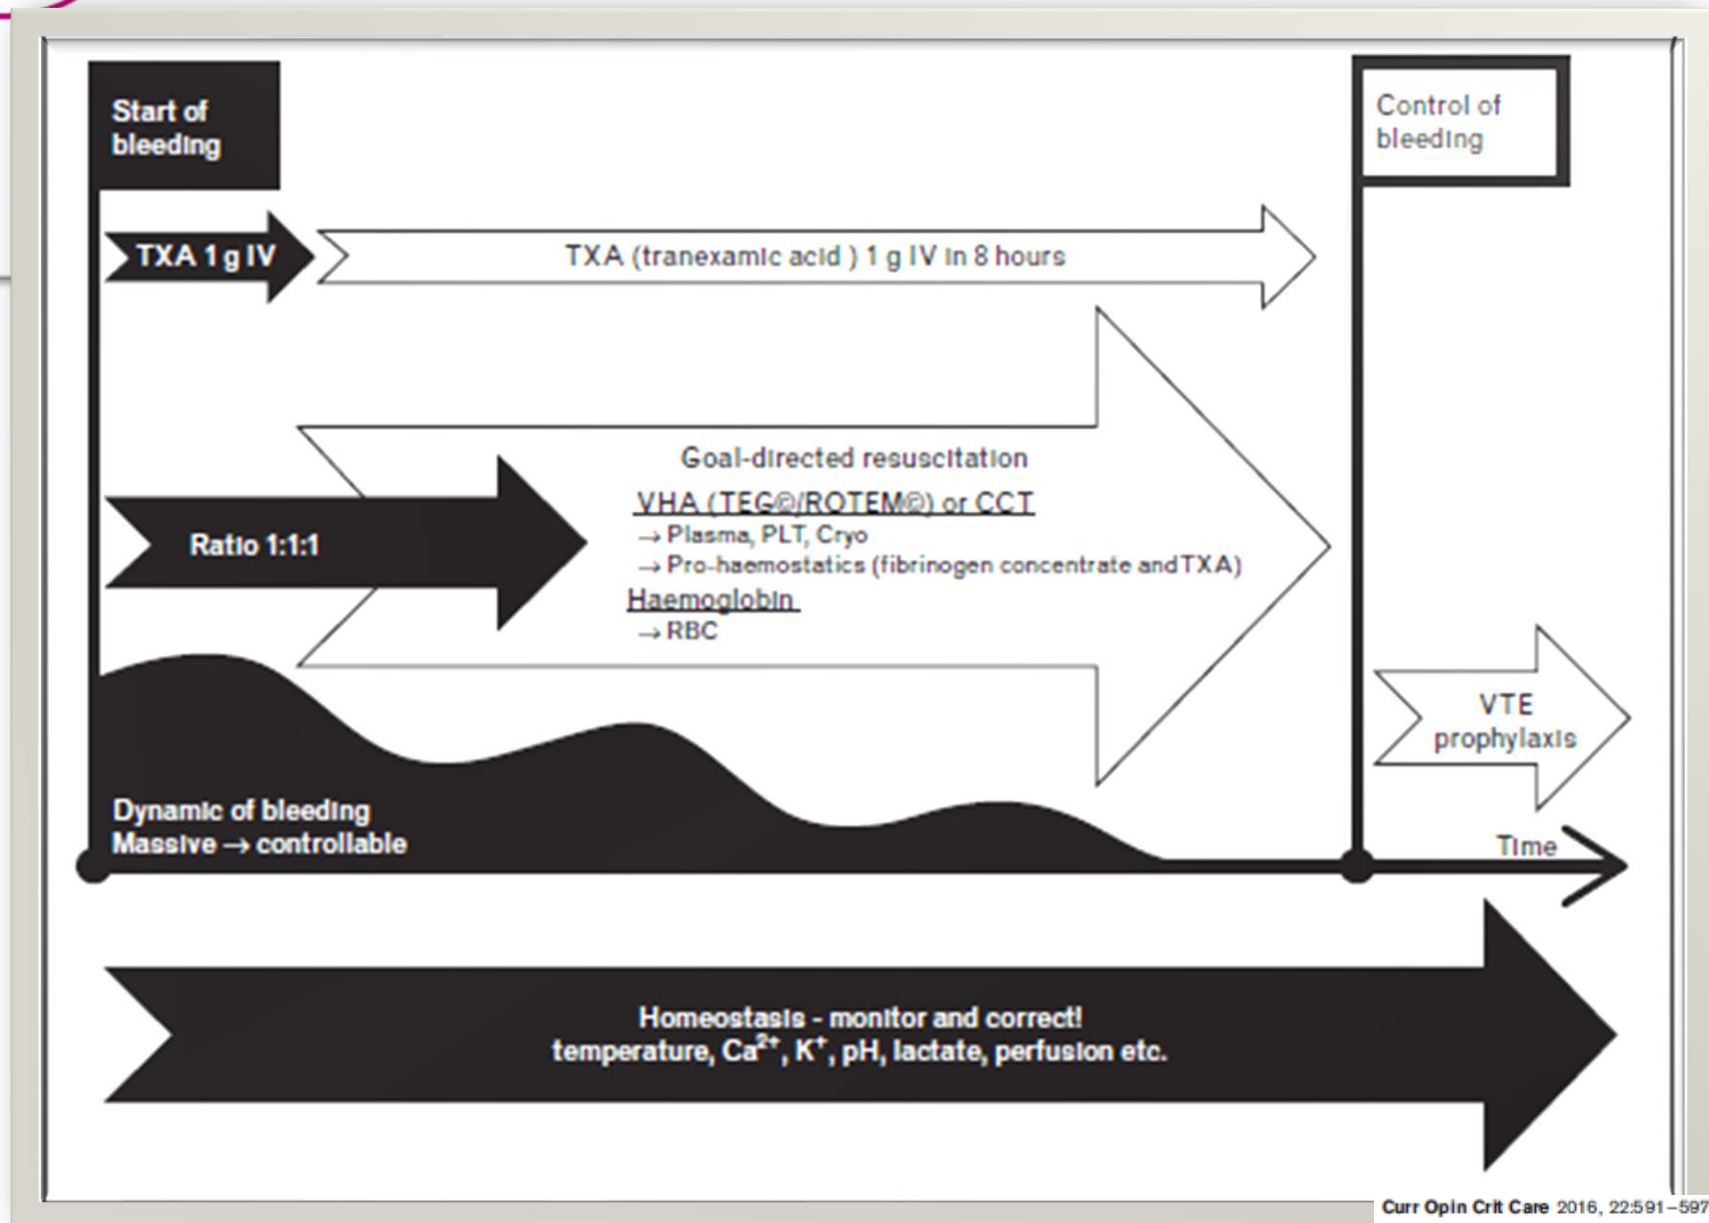 Start of
bleeding
Control of
bleeding
TXA 1 g IV
TXA (tranexamic acid ) 1 g IV in 8 hours
Goal-directed resuscitation
VHA (TEG©/ROTEM©) or CCT
→ Plasma, PLT, Cryo
→ Pro-haemostatics (fibrinogen concentrate and TXA)
Haemoglobin
→ RBC
Ratio 1:1:1
VTE
prophylaxis
Dynamic of bleeding
Massive → controllable
Time
Homeostasis - monitor and correct!
temperature, Ca²⁺, K⁺, pH, lactate, perfusion etc.
Curr Opin Crit Care 2016, 22:591–597